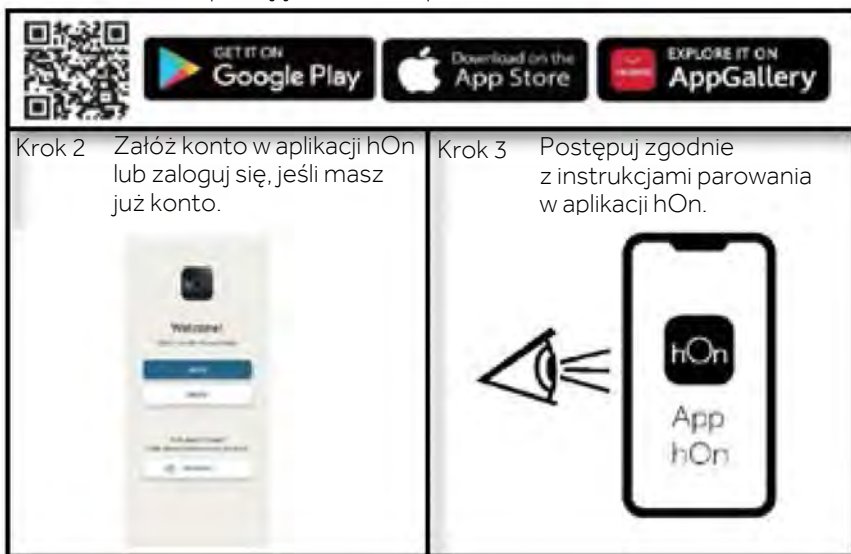 GET IT ON
Google Play
Download on the
App Store
EXPLORE IT ON
AppGallery
Krok 2 Załóż konto w aplikacji hOn
lub zaloguj się, jeśli masz
już konto.
Krok 3 Postępuj zgodnie
z instrukcjami parowania
w aplikacji hOn.
Welcome!
hOn
App
hOn